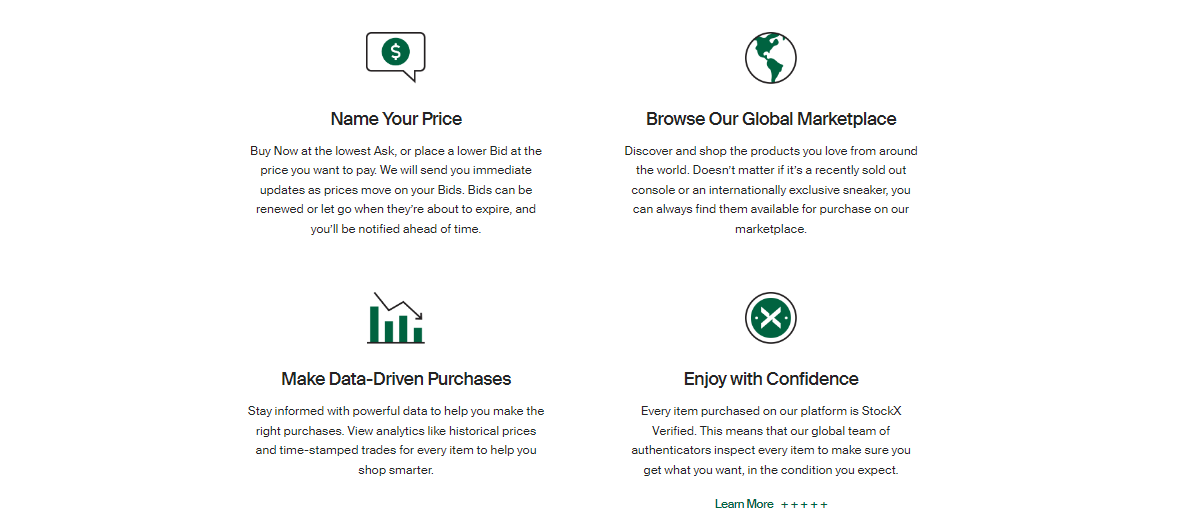 $
Name Your Price
Buy Now at the lowest Ask, or place a lower Bid at the
price you want to pay. We will send you immediate
updates as prices move on your Bids. Bids can be
renewed or let go when they’re about to expire, and
you’ll be notified ahead of time.
Browse Our Global Marketplace
Discover and shop the products you love from around
the world. Doesn’t matter if it’s a recently sold out
console or an internationally exclusive sneaker, you
can always find them available for purchase on our
marketplace.
Make Data-Driven Purchases
Stay informed with powerful data to help you make the
right purchases. View analytics like historical prices
and time-stamped trades for every item to help you
shop smarter.
X
Enjoy with Confidence
Every item purchased on our platform is StockX
Verified. This means that our global team of
authenticators inspect every item to make sure you
get what you want, in the condition you expect.
Learn More +++++